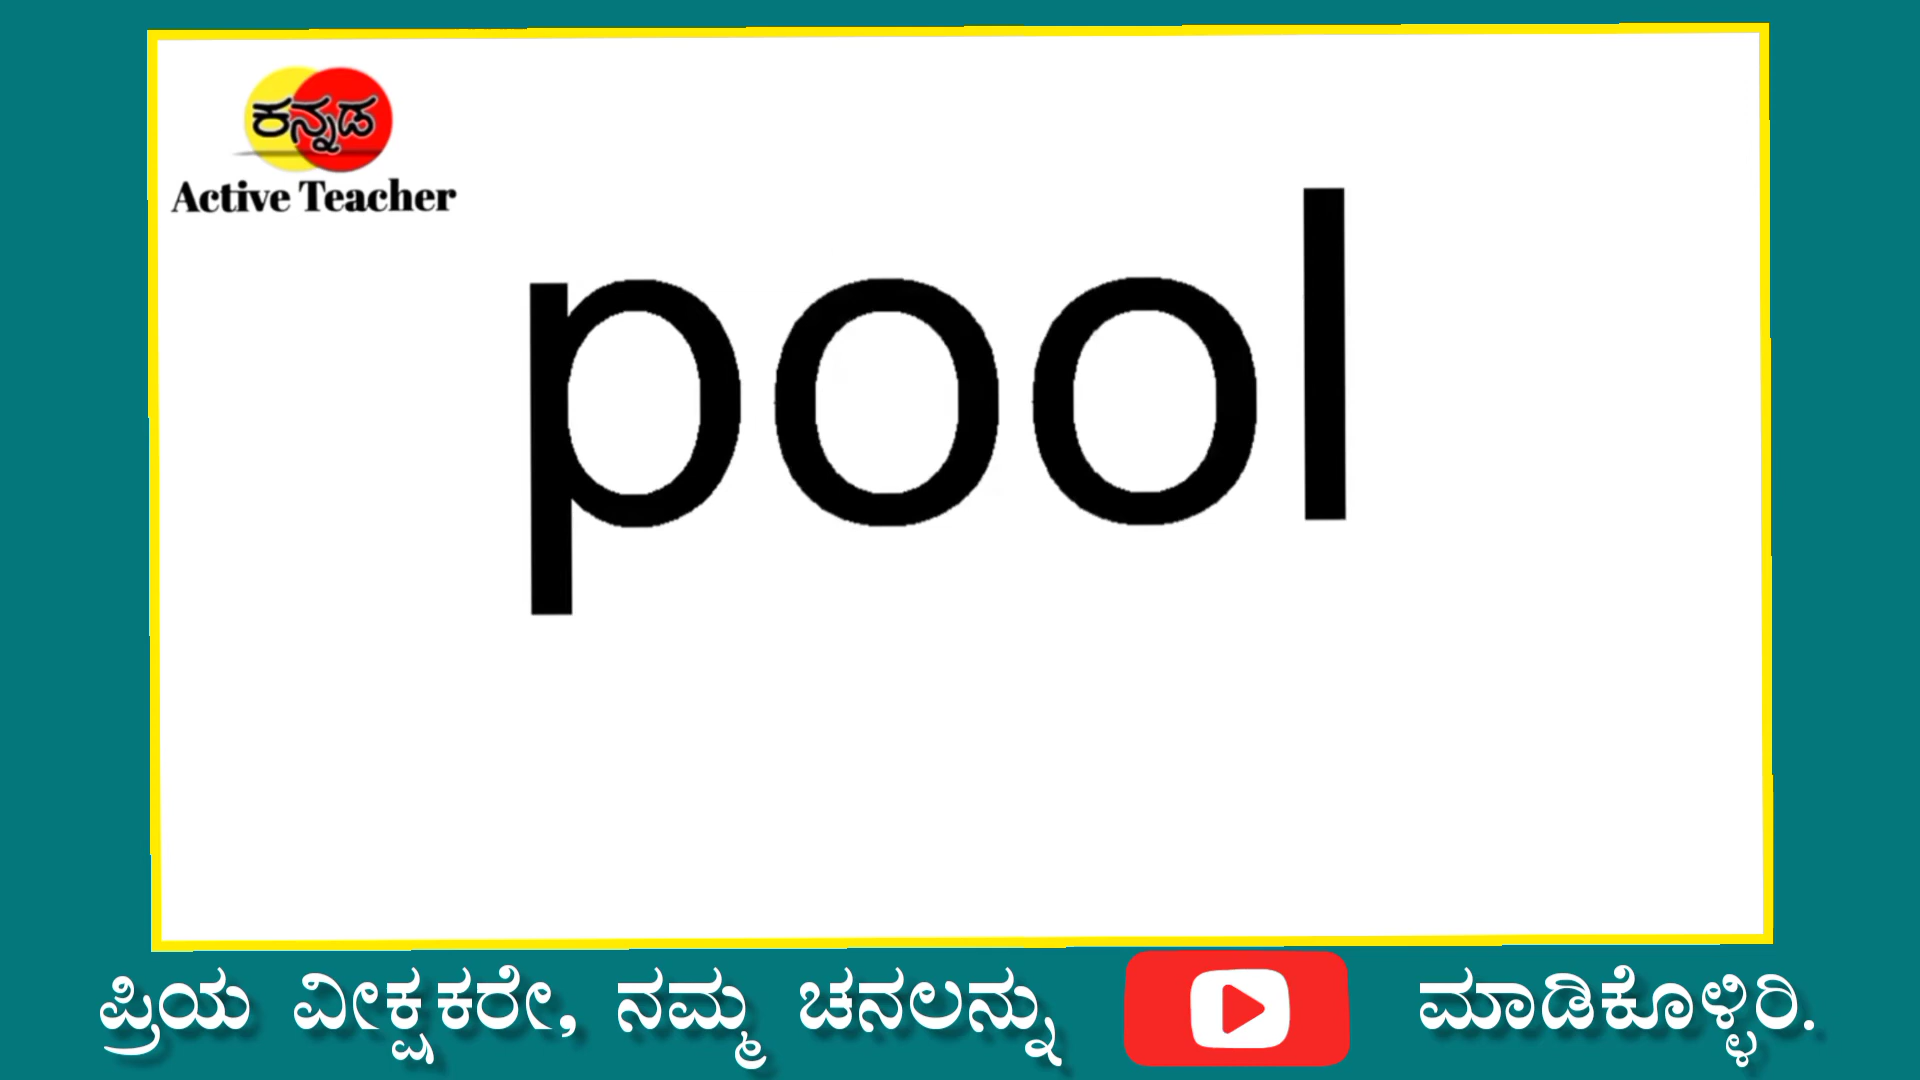 ಕನ್ನಡ
Active Teacher
pool
ಪ್ರಿಯ ವೀಕ್ಷಕರೇ, ನಮ್ಮ ಚನಲನ್ನು ಮಾಡಿಕೊಳ್ಳಿರಿ.